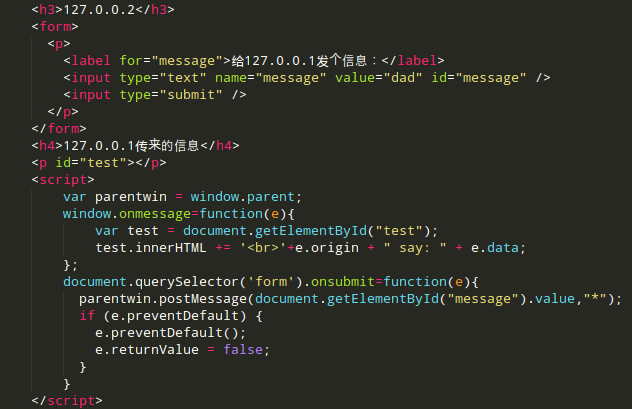 <h3>127.0.0.2</h3>
<form>
<p>
<label for="message">给127.0.0.1发个信息：</label>
<input type="text" name="message" value="dad" id="message" />
<input type="submit" />
</p>
</form>
<h4>127.0.0.1传来的信息</h4>
<p id="test"></p>
<script>
var parentwin = window.parent;
window.onmessage=function(e){
var test = document.getElementById("test");
test.innerHTML += '<br>'+e.origin + " say: " + e.data;
};
document.querySelector('form').onsubmit=function(e){
parentwin.postMessage(document.getElementById("message").value,"*");
if (e.preventDefault) {
e.preventDefault();
e.returnValue = false;
}
}
</script>